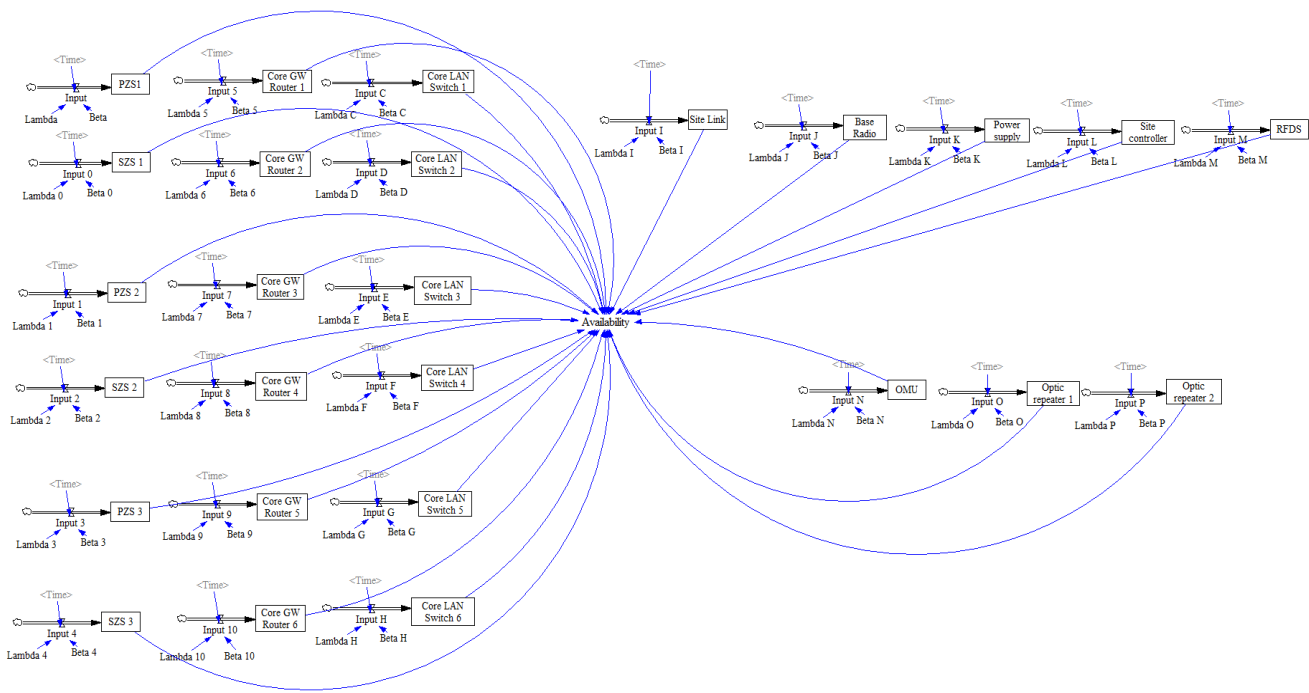 <Time>
PZS1
Input
Lambda
Beta
<Time>
Core GW
Router 1
Input 5
Lambda 5
Beta 5
<Time>
Core LAN
Switch 1
Input C
Lambda C
Beta C
<Time>
SZS 1
Input 0
Lambda 0
Beta 0
<Time>
Core GW
Router 2
Input 6
Lambda 6
Beta 6
<Time>
Core LAN
Switch 2
Input D
Lambda D
Beta D
<Time>
Site Link
Input I
Lambda I
Beta I
<Time>
Base
Radio
Input J
Lambda J
Beta J
<Time>
Power
supply
Input K
Lambda K
Beta K
<Time>
Site
controller
Input L
Lambda L
Beta L
<Time>
RFDS
Input M
Lambda M
Beta M
<Time>
PZS 2
Input 1
Lambda 1
Beta 1
<Time>
Core GW
Router 3
Input 7
Lambda 7
Beta 7
<Time>
Core LAN
Switch 3
Input E
Lambda E
Beta E
Availability
<Time>
SZS 2
Input 2
Lambda 2
Beta 2
<Time>
Core GW
Router 4
Input 8
Lambda 8
Beta 8
<Time>
Core LAN
Switch 4
Input F
Lambda F
Beta F
<Time>
OMU
Input N
Lambda N
Beta N
<Time>
Optic
repeater 1
Input O
Lambda O
Beta O
<Time>
Optic
repeater 2
Input P
Lambda P
Beta P
<Time>
PZS 3
Input 3
Lambda 3
Beta 3
<Time>
Core GW
Router 5
Input 9
Lambda 9
Beta 9
<Time>
Core LAN
Switch 5
Input G
Lambda G
Beta G
<Time>
SZS 3
Input 4
Lambda 4
Beta 4
<Time>
Core GW
Router 6
Input 10
Lambda 10
Beta 10
<Time>
Core LAN
Switch 6
Input H
Lambda H
Beta H